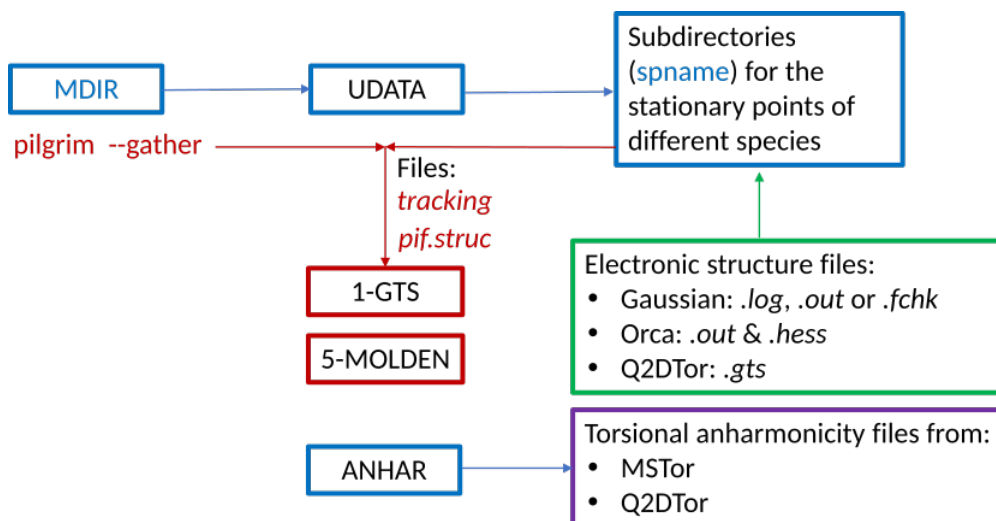 MDIR
UDATA
Subdirectories
(spname) for the
stationary points of
different species
pilgrim --gather
Files:
tracking
pif.struc
1-GTS
5-MOLDEN
Electronic structure files:
• Gaussian: .log, .out or .fchk
• Orca: .out & .hess
• Q2DTor: .gts
ANHAR
Torsional anharmonicity files from:
• MSTor
• Q2DTor